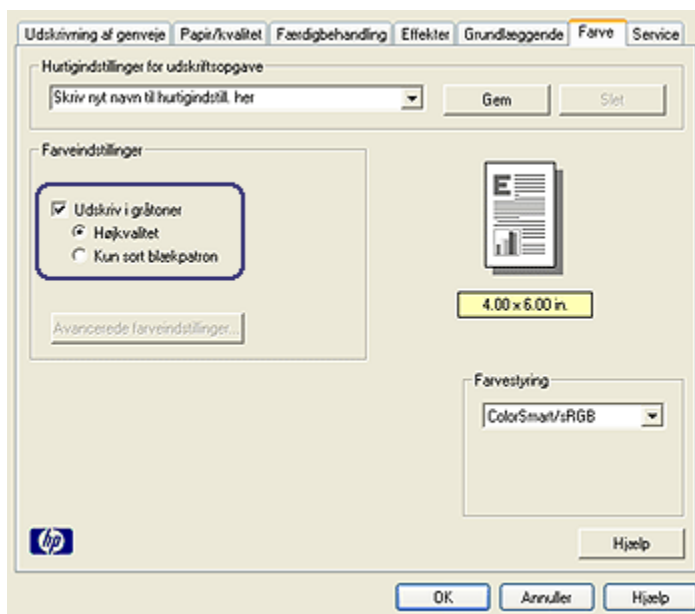 Udskrivning af genveje Papir/kvalitet Færdigbehandling Effekter Grundlæggende Farve Service
Hurtigindstillinger for udskriftsopgave
Skriv nyt navn til hurtigindstill. her
Gem
Slet
Farveindstillinger
Udskriv i gråtoner
Højkvalitet
Kun sort blækpatron
Avancerede farveindstillinger...
E
4.00 x 6.00 in.
Farvestyring
ColorSmart/sRGB
hp
Hjælp
OK Annuller Hjælp